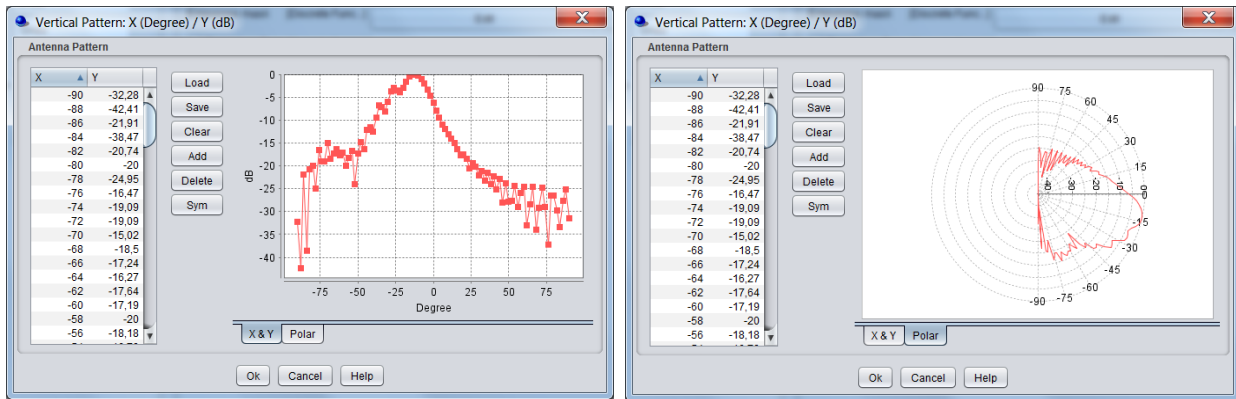 Vertical Pattern: X (Degree) / Y (dB)
Antenna Pattern
X Y
-90 -32,28
-88 -42,41
-86 -21,91
-84 -38,47
-82 -20,74
-80 -20
-78 -24,95
-76 -16,47
-74 -19,09
-72 -19,09
-70 -15,02
-68 -18,5
-66 -17,24
-64 -16,27
-62 -17,64
-60 -17,19
-58 -20
-56 -18,18
Load
Save
Clear
Add
Delete
Sym
0
-5
-10
-15
-20
-25
-30
-35
-40
dB
-75 -50 -25 0 25 50 75
Degree
X & Y Polar
Ok Cancel Help
Vertical Pattern: X (Degree) / Y (dB)
Antenna Pattern
X Y
-90 -32,28
-88 -42,41
-86 -21,91
-84 -38,47
-82 -20,74
-80 -20
-78 -24,95
-76 -16,47
-74 -19,09
-72 -19,09
-70 -15,02
-68 -18,5
-66 -17,24
-64 -16,27
-62 -17,64
-60 -17,19
-58 -20
-56 -18,18
Load
Save
Clear
Add
Delete
Sym
90
75
60
45
30
15
0
-15
-30
-45
-60
-75
-90
-40 -30 -20 -10 0
X & Y Polar
Ok Cancel Help